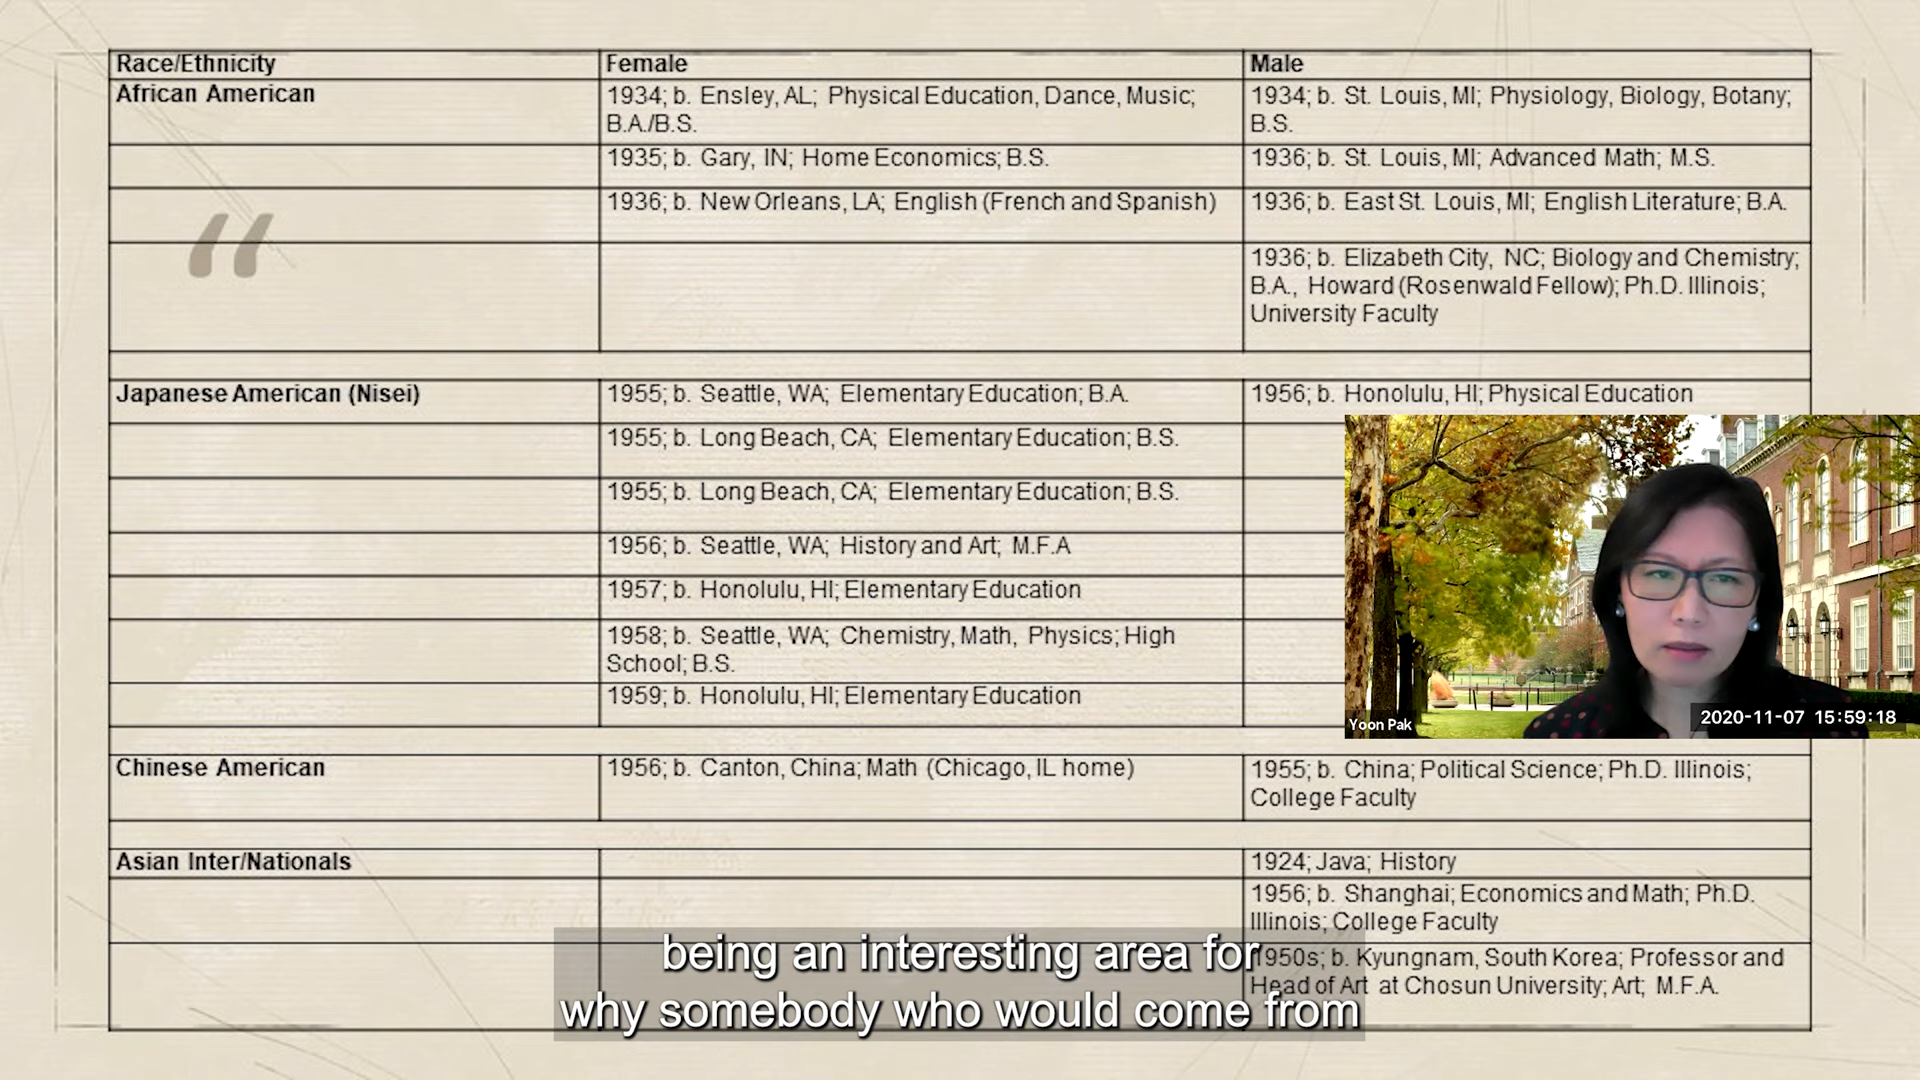 Race/Ethnicity Female Male
African American 1934; b. Ensley, AL; Physical Education, Dance, Music; 1934; b. St. Louis, MI; Physiology, Biology, Botany;
B.A./B.S. B.S.
1935; b. Gary, IN; Home Economics; B.S. 1936; b. St. Louis, MI; Advanced Math; M.S.
1936; b. New Orleans, LA; English (French and Spanish) 1936; b. East St. Louis, MI; English Literature; B.A.
“
1936; b. Elizabeth City, NC; Biology and Chemistry;
B.A., Howard (Rosenwald Fellow); Ph.D. Illinois;
University Faculty
Japanese American (Nisei) 1955; b. Seattle, WA; Elementary Education; B.A. 1956; b. Honolulu, HI; Physical Education
1955; b. Long Beach, CA; Elementary Education; B.S.
1955; b. Long Beach, CA; Elementary Education; B.S.
1956; b. Seattle, WA; History and Art; M.F.A
1957; b. Honolulu, HI; Elementary Education
1958; b. Seattle, WA; Chemistry, Math, Physics; High
School; B.S.
1959; b. Honolulu, HI; Elementary Education
Yoon Pak
2020-11-07 15:59:18
Chinese American 1956; b. Canton, China; Math (Chicago, IL home) 1955; b. China; Political Science; Ph.D. Illinois;
College Faculty
Asian Inter/Nationals 1924; Java; History
1956; b. Shanghai; Economics and Math; Ph.D.
Illinois; College Faculty
1950s; b. Kyungnam, South Korea; Professor and
Head of Art at Chosun University; Art; M.F.A.
being an interesting area for
why somebody who would come from